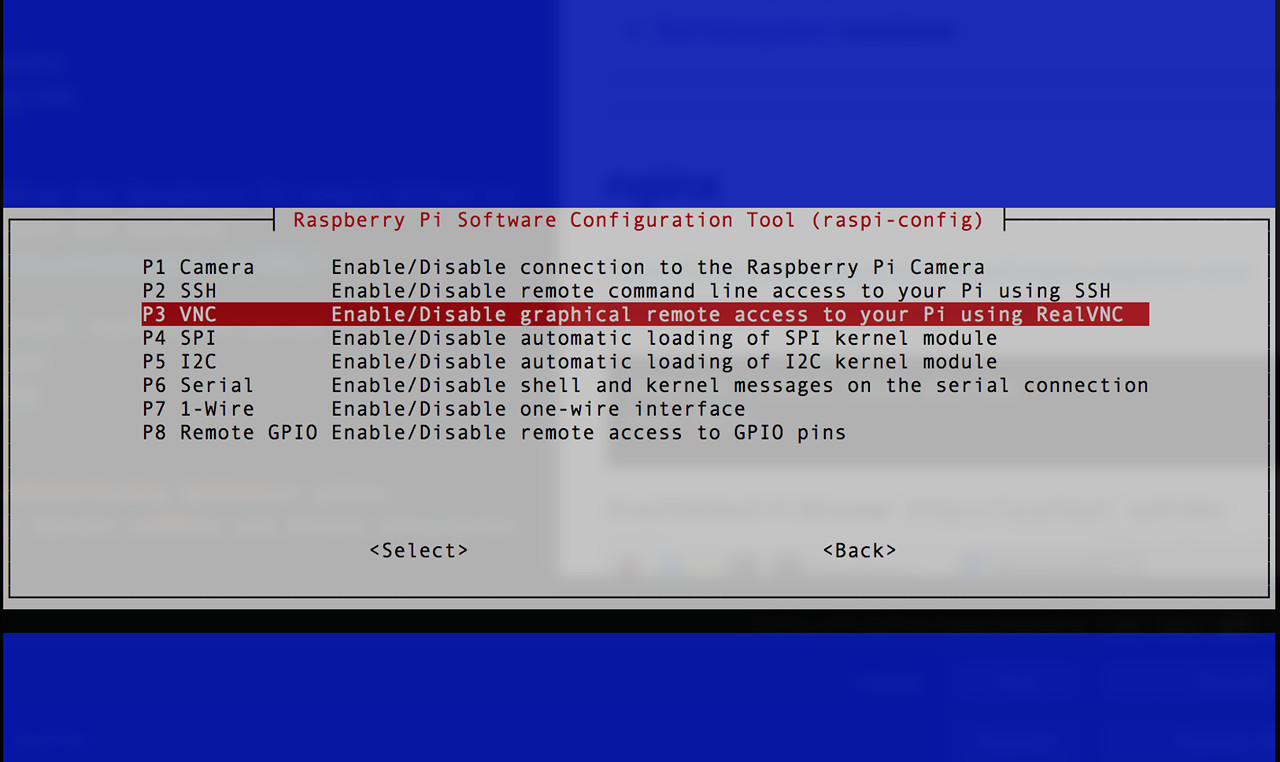 Raspberry Pi Software Configuration Tool (raspi-config)
P1 Camera Enable/Disable connection to the Raspberry Pi Camera
P2 SSH Enable/Disable remote command line access to your Pi using SSH
P3 VNC Enable/Disable graphical remote access to your Pi using RealVNC
P4 SPI Enable/Disable automatic loading of SPI kernel module
P5 I2C Enable/Disable automatic loading of I2C kernel module
P6 Serial Enable/Disable shell and kernel messages on the serial connection
P7 1-Wire Enable/Disable one-wire interface
P8 Remote GPIO Enable/Disable remote access to GPIO pins
<Select> <Back>